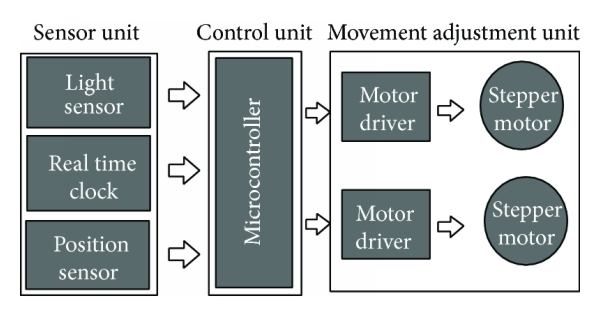 Sensor unit
Control unit
Movement adjustment unit
Light
sensor
Real time
clock
Position
sensor
Microcontroller
Motor
driver
Stepper
motor
Motor
driver
Stepper
motor